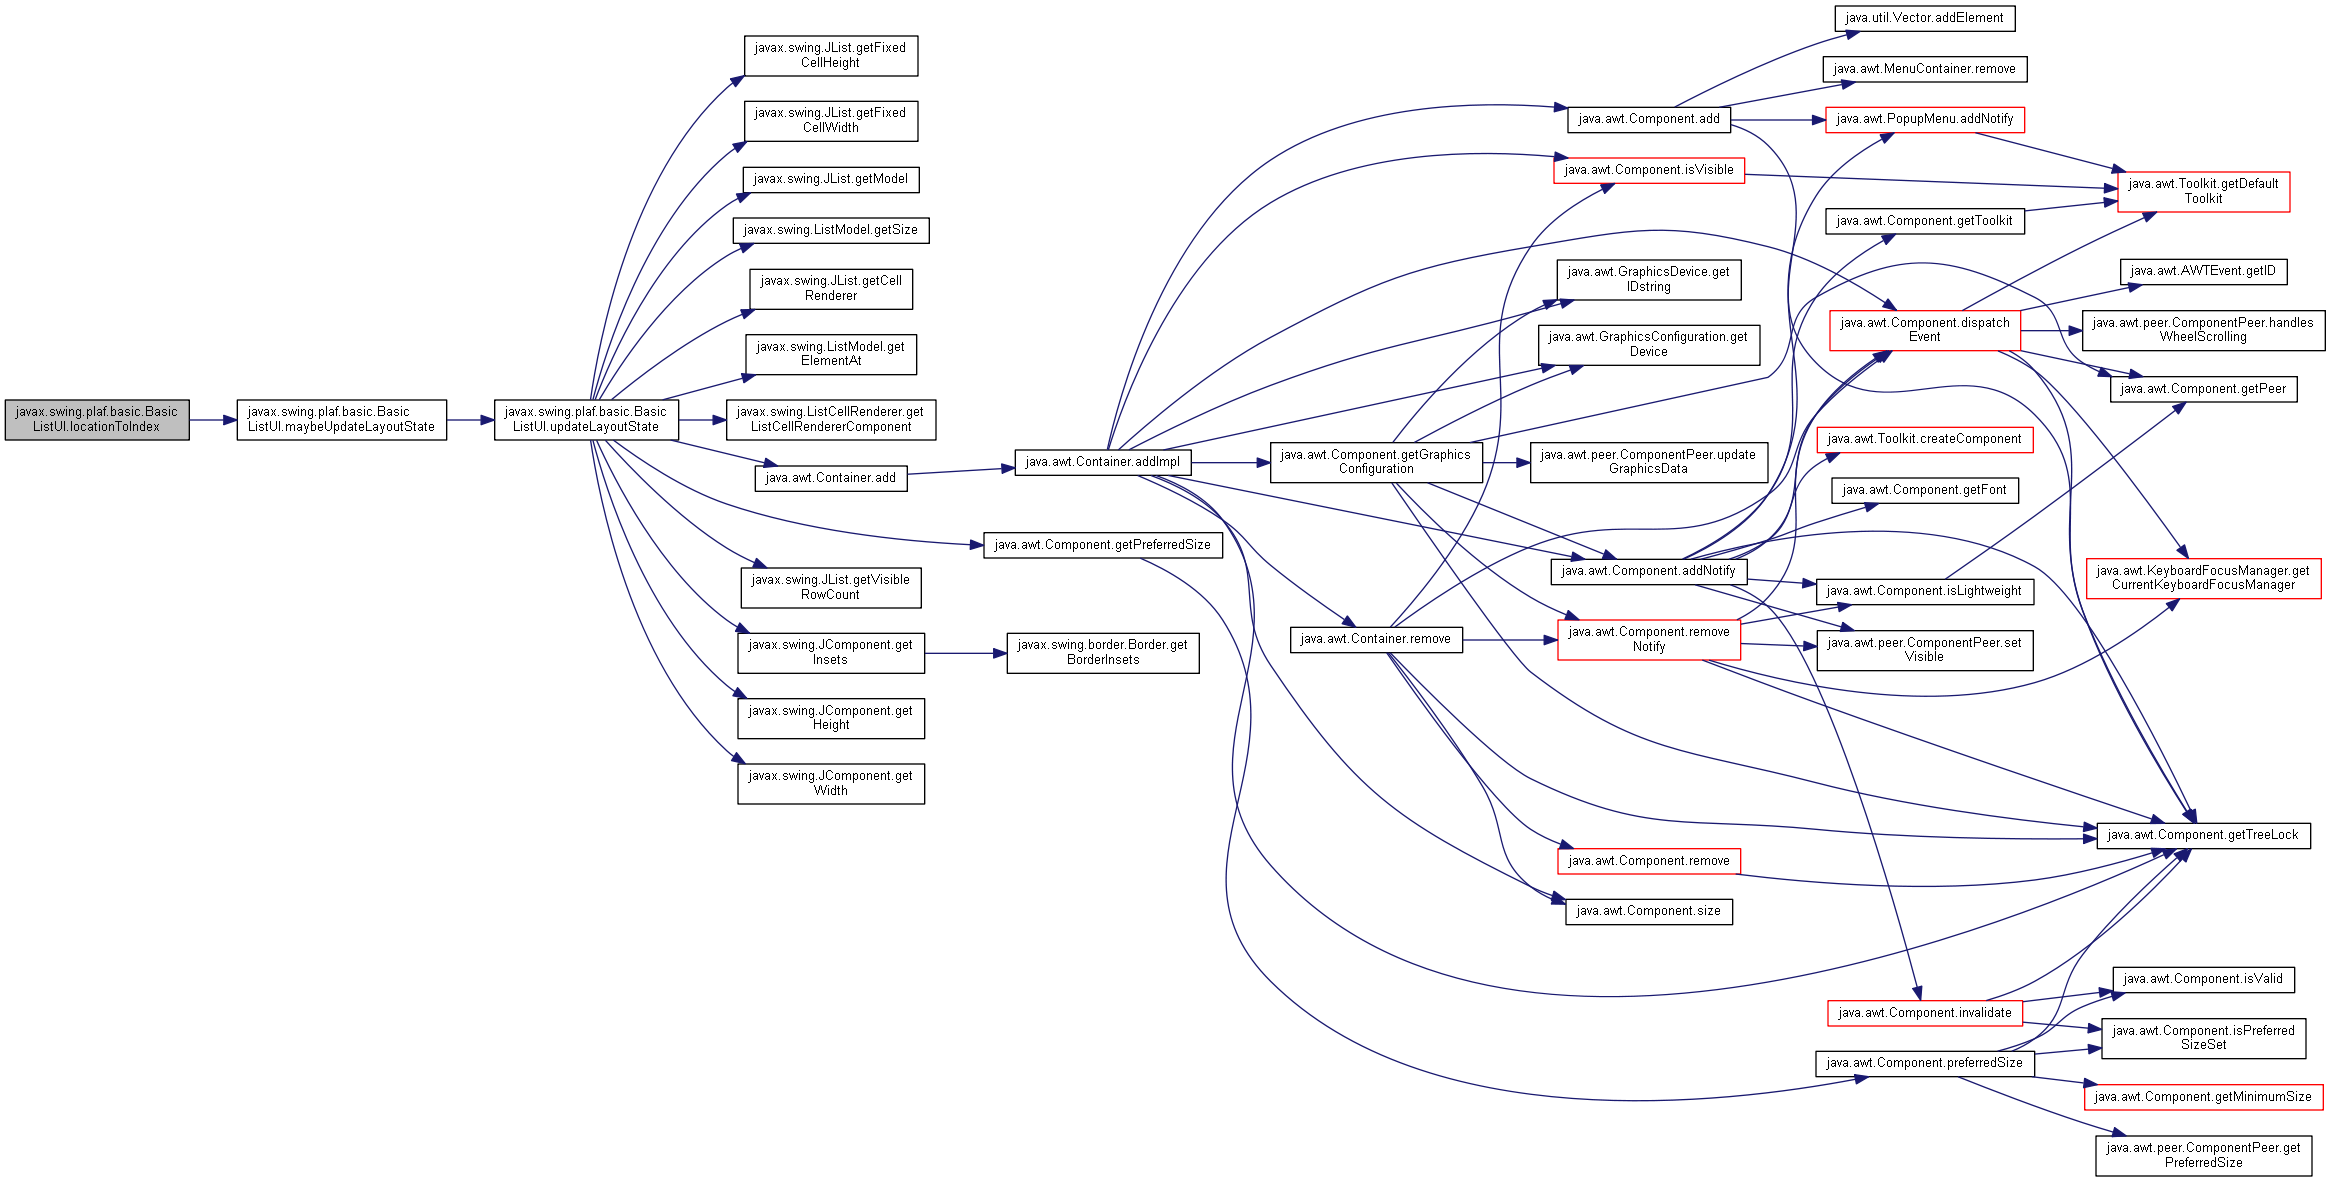 javax.swing.plaf.basic.Basic
ListUI.locationToIndex
javax.swing.plaf.basic.Basic
ListUI.maybeUpdateLayoutState
javax.swing.plaf.basic.Basic
ListUI.updateLayoutState
javax.swing.JList.getFixed
CellHeight
javax.swing.JList.getFixed
CellWidth
javax.swing.JList.getModel
javax.swing.ListModel.getSize
javax.swing.JList.getCell
Renderer
javax.swing.ListModel.get
ElementAt
javax.swing.ListCellRenderer.get
ListCellRendererComponent
java.awt.Container.add
java.awt.Component.getPreferredSize
javax.swing.JList.getVisible
RowCount
javax.swing.JComponent.get
Insets
javax.swing.JComponent.get
Height
javax.swing.JComponent.get
Width
java.awt.Container.addImpl
javax.swing.border.Border.get
BorderInsets
java.awt.Component.getGraphics
Configuration
java.awt.Container.remove
java.awt.Component.add
java.awt.Component.isVisible
java.awt.GraphicsDevice.get
IDstring
java.awt.GraphicsConfiguration.get
Device
java.awt.peer.ComponentPeer.update
GraphicsData
java.awt.Component.addNotify
java.awt.Component.remove
Notify
java.awt.Component.remove
java.awt.Component.size
java.util.Vector.addElement
java.awt.MenuContainer.remove
java.awt.PopupMenu.addNotify
java.awt.Component.getToolkit
java.awt.Component.dispatch
Event
java.awt.Toolkit.createComponent
java.awt.Component.getFont
java.awt.Component.isLightweight
java.awt.peer.ComponentPeer.set
Visible
java.awt.Component.invalidate
java.awt.Component.preferredSize
java.awt.Toolkit.getDefault
Toolkit
java.awt.AWTEvent.getID
java.awt.peer.ComponentPeer.handles
WheelScrolling
java.awt.Component.getPeer
java.awt.KeyboardFocusManager.get
CurrentKeyboardFocusManager
java.awt.Component.getTreeLock
java.awt.Component.isValid
java.awt.Component.isPreferred
SizeSet
java.awt.Component.getMinimumSize
java.awt.peer.ComponentPeer.get
PreferredSize